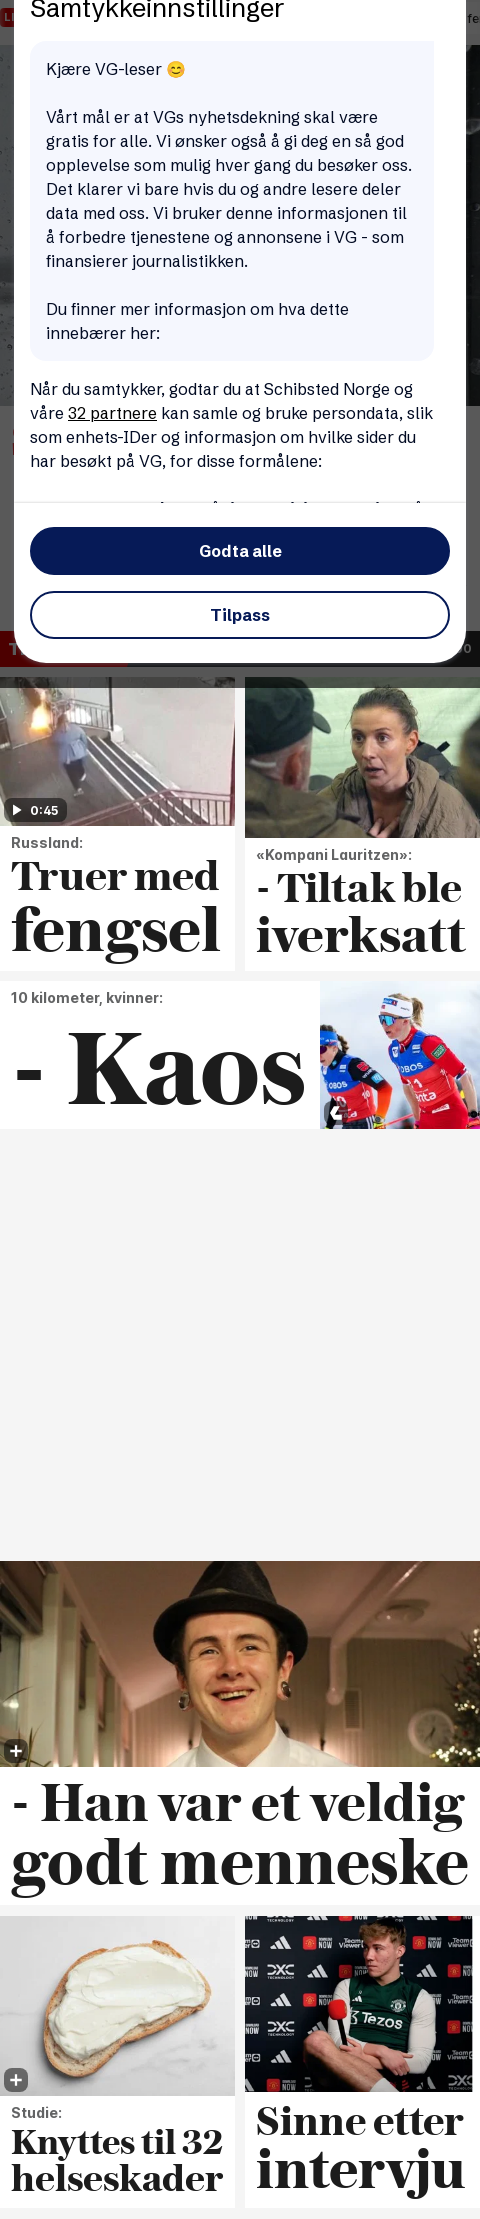 Samtykkeinnstillinger
Kjære VG-leser 😊
Vårt mål er at VGs nyhetsdekning skal være
gratis for alle. Vi ønsker også å gi deg en så god
opplevelse som mulig hver gang du besøker oss.
Det klarer vi bare hvis du og andre lesere deler
data med oss. Vi bruker denne informasjonen til
å forbedre tjenestene og annonsene i VG - som
finansierer journalistikken.
Du finner mer informasjon om hva dette
innebærer her:
Når du samtykker, godtar du at Schibsted Norge og
våre 32 partnere kan samle og bruke persondata, slik
som enhets-IDer og informasjon om hvilke sider du
har besøkt på VG, for disse formålene:
Godta alle
Tilpass
0:45
Russland:
Truer med
fengsel
«Kompani Lauritzen»:
- Tiltak ble
iverksatt
10 kilometer, kvinner:
- Kaos
- Han var et veldig
godt menneske
Studie:
Knyttes til 32
helseskader
TEZOS
Sinne etter
intervju